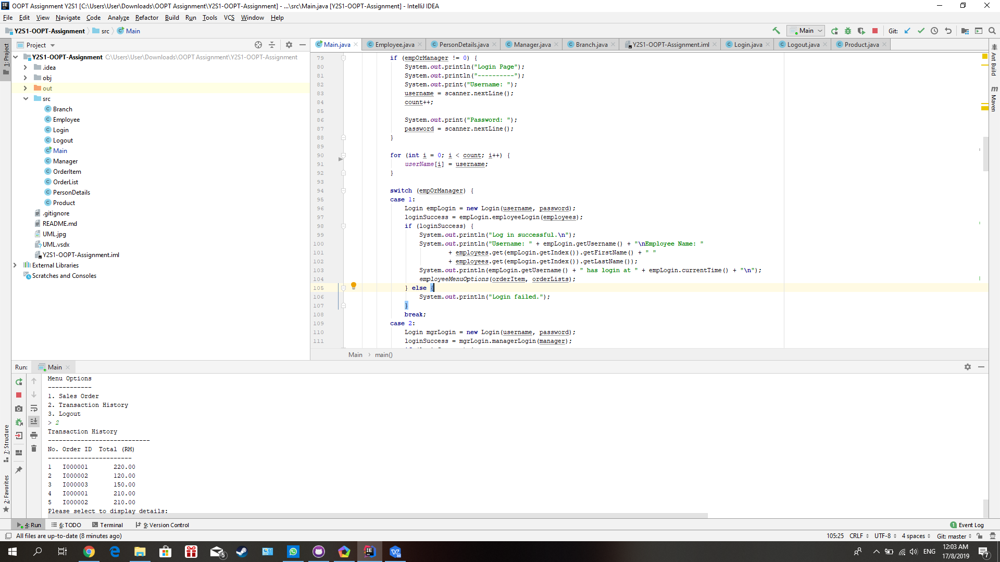 OOPT Assignment Y2S1 [C:\Users\User\Downloads\OOPT Assignment\Y2S1-OOPT-Assignment] - ...\src\Main.java [Y2S1-OOPT-Assignment] - IntelliJ IDEA
File Edit View Navigate Code Analyze Refactor Build Run Tools VCS Window Help
Y2S1-OOPT-Assignment src Main
Main Git:
1: Project
Project
Y2S1-OOPT-Assignment C:\Users\User\Downloads\OOPT Assignment\Y2S1-OOPT-Assignment
.idea
obj
out
src
Branch
Employee
Login
Logout
Main
Manager
OrderItem
OrderList
PersonDetails
Product
.gitignore
README.md
UML.jpg
UML.vsdx
Y2S1-OOPT-Assignment.iml
External Libraries
Scratches and Consoles
Main.java Employee.java PersonDetails.java Manager.java Branch.java Y2S1-OOPT-Assignment.iml Login.java Logout.java Product.java
79 if (empOrManager != 0) {
80 System.out.println("Login Page");
81 System.out.println("----------");
82 System.out.print("Username: ");
83 username = scanner.nextLine();
84 count++;
85
86 System.out.print("Password: ");
87 password = scanner.nextLine();
88 }
89
90 for (int i = 0; i < count; i++) {
91 userName[i] = username;
92 }
93
94 switch (empOrManager) {
95 case 1:
96 Login empLogin = new Login(username, password);
97 loginSuccess = empLogin.employeeLogin(employees);
98 if (loginSuccess) {
99 System.out.println("Log in successful.\n");
100 System.out.println("Username: " + empLogin.getUsername() + "\nEmployee Name: "
101 + employees.get(empLogin.getIndex()).getFirstName() + " "
102 + employees.get(empLogin.getIndex()).getLastName());
103 System.out.println(empLogin.getUsername() + " has login at " + empLogin.currentTime() + "\n");
104 employeeMenuOptions(orderItem, orderLists);
105 } else {
106 System.out.println("Login failed.");
107 }
108 break;
109 case 2:
110 Login mgrLogin = new Login(username, password);
111 loginSuccess = mgrLogin.managerLogin(manager);
Main main()
Ant Build
Maven
Run: Main
Menu Options
------------
1. Sales Order
2. Transaction History
3. Logout
> 2
Transaction History
----------------------------
No. Order ID Total (RM)
-----------------------
1 I000001 220.00
2 I000002 120.00
3 I000003 150.00
4 I000001 210.00
5 I000002 210.00
Please select to display details:
7: Structure
2: Favorites
4: Run 6: TODO Terminal 9: Version Control
1 Event Log
All files are up-to-date (8 minutes ago)
105:25 CRLF UTF-8 4 spaces Git: master
5
ENG
12:03 AM
17/8/2019
7